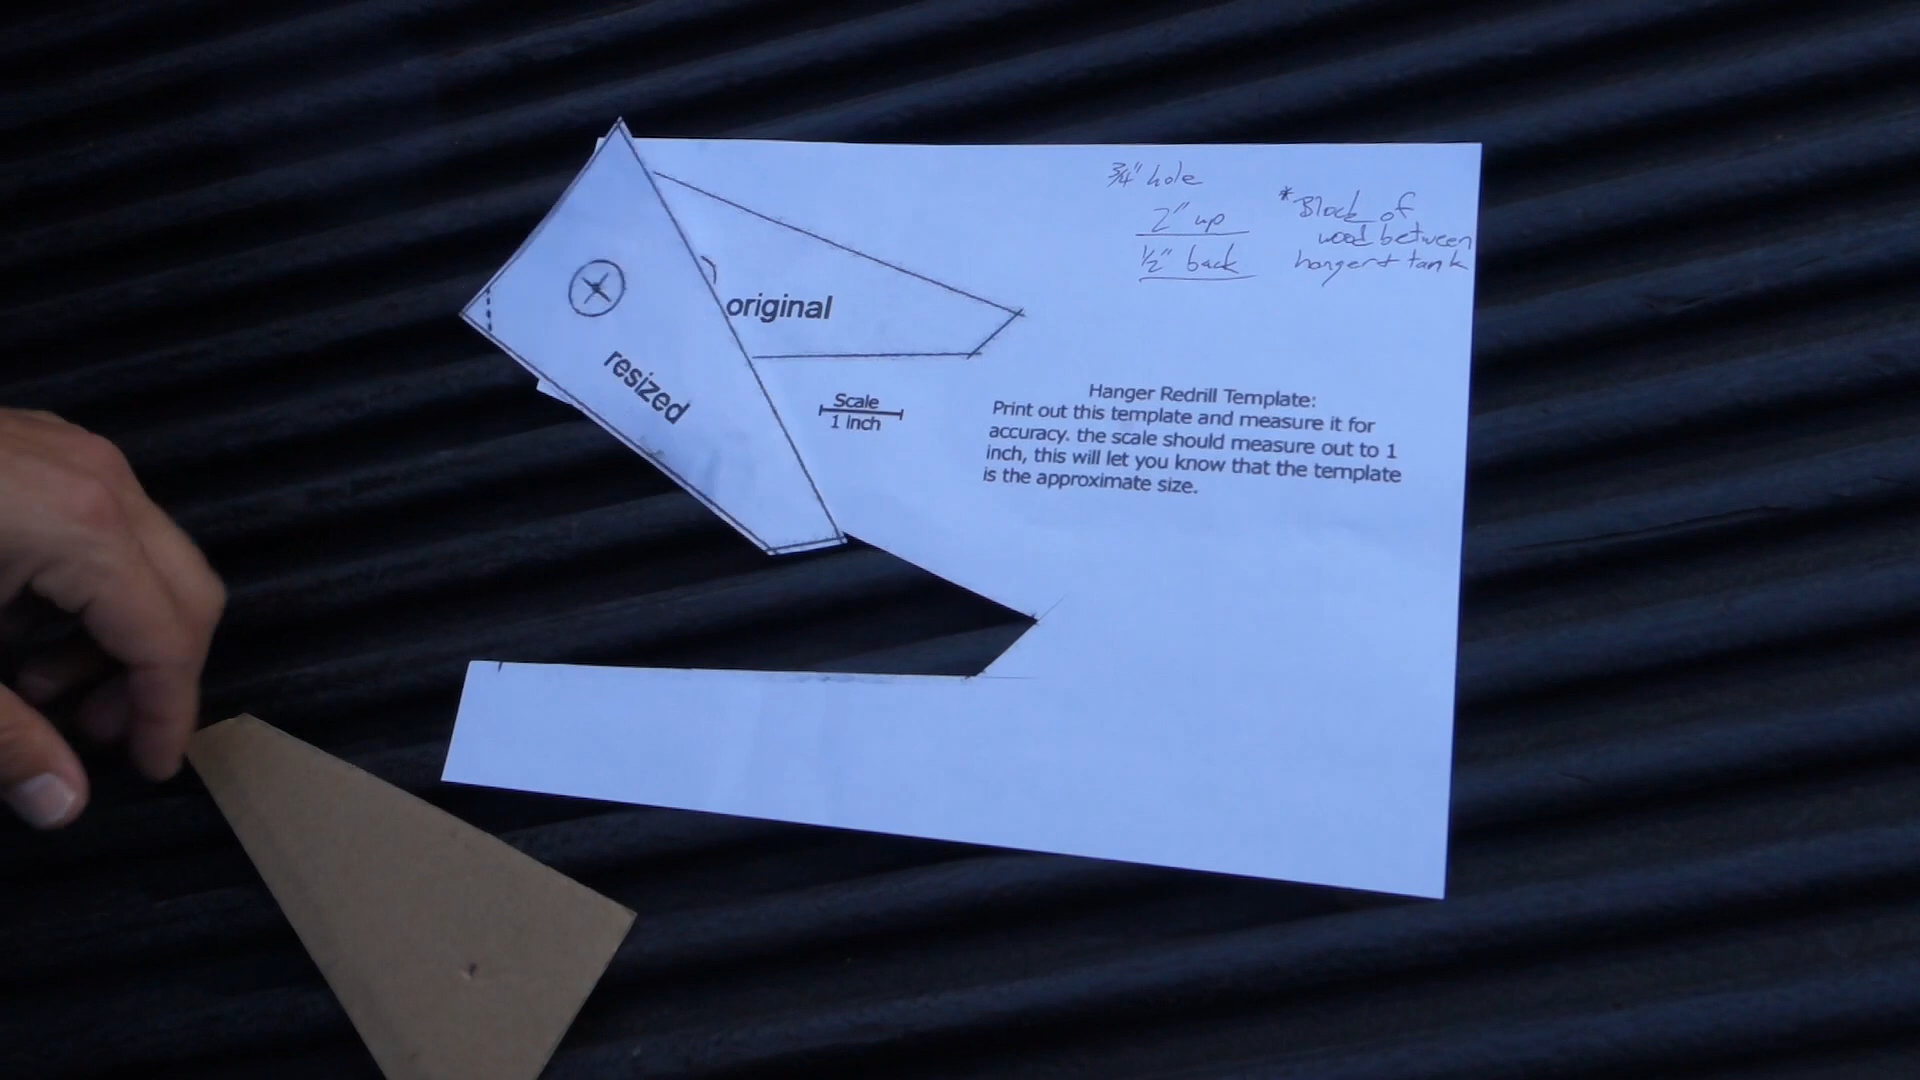 3/4" hole
2" up
1/2" back
*Block of
wood between
hanger & tank
original
resized
Scale
1 inch
Hanger Redrill Template:
Print out this template and measure it for
accuracy. the scale should measure out to 1
inch, this will let you know that the template
is the approximate size.